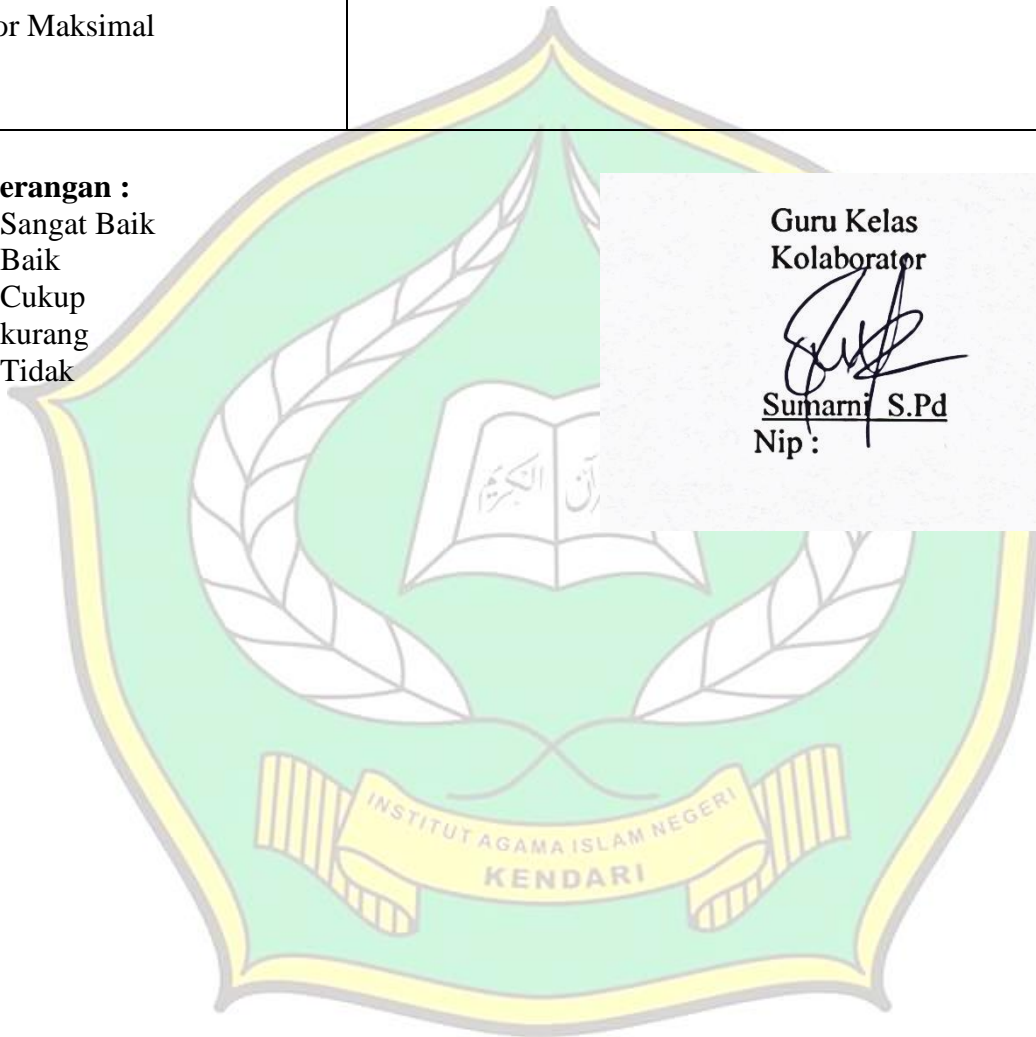 or Maksimal
erangan :
Sangat Baik
Baik
Cukup
kurang
Tidak
Guru Kelas
Kolaborator
Sumarni S.Pd
Nip :
الكريم
INSTITUT AGAMA ISLAM NEGERI
KENDARI